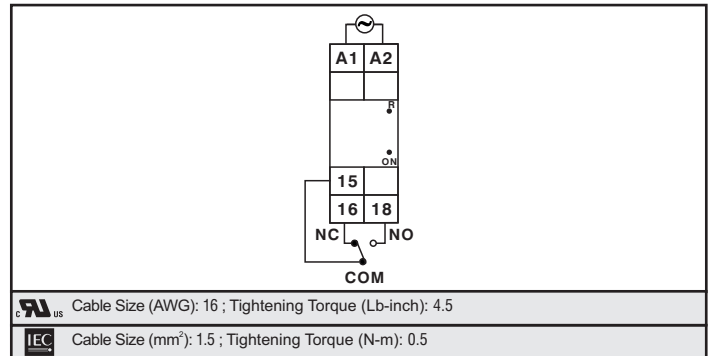 A1 A2
R
ON
15
16 18
NC NO
COM
c RU US Cable Size (AWG): 16 ; Tightening Torque (Lb-inch): 4.5
IEC Cable Size (mm²): 1.5 ; Tightening Torque (N-m): 0.5